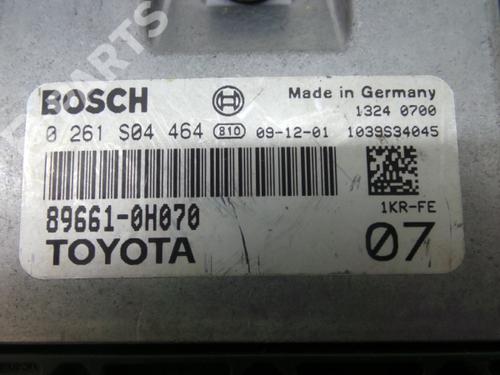 PARTS
BOSCH
Made in Germany
1324 0700
0 261 S04 464 810 09-12-01 1039S34045
89661-0H070
1KR-FE
TOYOTA
07